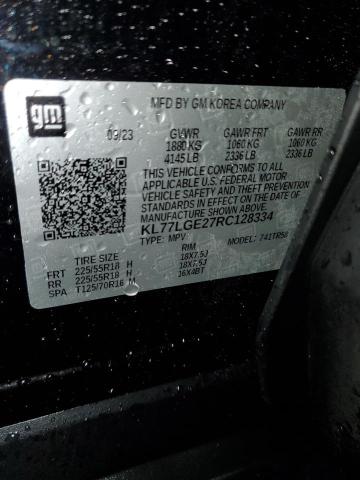 gm
MFD BY GM KOREA COMPANY
09/23 GVWR GAWR FRT GAWR RR
1880 KG 1060 KG 1060 KG
4145 LB 2336 LB 2336 LB
THIS VEHICLE CONFORMS TO ALL
APPLICABLE U.S. FEDERAL MOTOR
VEHICLE SAFETY AND THEFT PREVENTION
STANDARDS IN EFFECT ON THE DATE OF
MANUFACTURE SHOWN ABOVE.
KL77LGE27RC128334
TYPE: MPV MODEL: 741TR58
TIRE SIZE RIM
FRT 225/55R18 H 18X7.5J
RR 225/55R18 H 18X7.5J
SPA T125/70R16 M 16X4BT